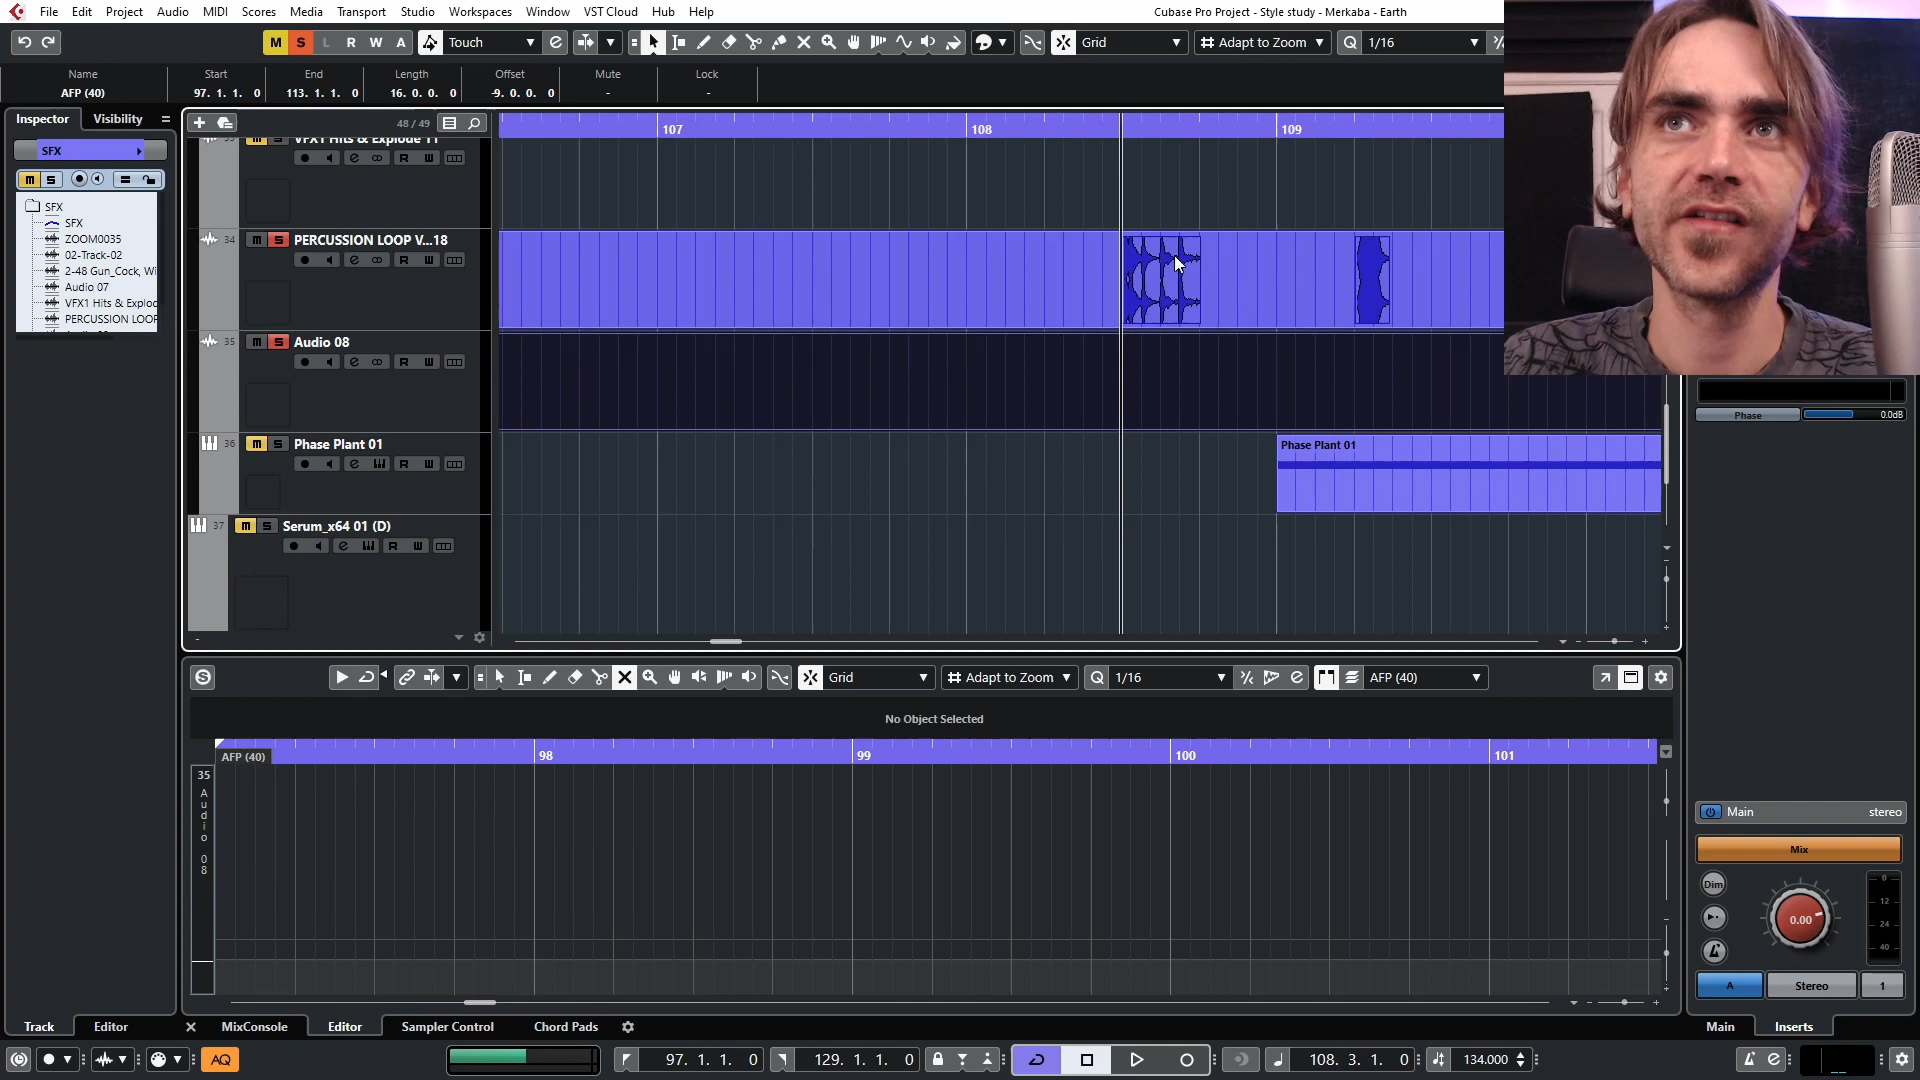 File Edit Project Audio MIDI Scores Media Transport Studio Workspaces Window VST Cloud Hub Help
Cubase Pro Project - Style study - Merkaba - Earth
M S L R W A Touch Grid Adapt to Zoom Q 1/16
Name Start End Length Offset Mute Lock
AFP (40) 97. 1. 1. 0 113. 1. 1. 0 16. 0. 0. 0 -9. 0. 0. 0 - -
Inspector Visibility
48 / 49
107 108 109
SFX
M S
SFX
SFX
ZOOM0035
02-Track-02
2-48 Gun_Cock, Wi
Audio 07
VFX1 Hits & Explod
PERCUSSION LOOP
VFX1 Hits & Explode 11
R W
34 M S PERCUSSION LOOP V...18
R W
35 M S Audio 08
R W
36 M S Phase Plant 01
R W
Phase Plant 01
37 M S Serum_x64 01 (D)
R W
Phase 0.0dB
Grid Adapt to Zoom Q 1/16 AFP (40)
No Object Selected
AFP (40) 98 99 100 101
35
Audio 08
Main stereo
Mix
Dim
0.00
0
12
24
40
A Stereo 1
Track Editor MixConsole Editor Sampler Control Chord Pads Main Inserts
AQ 97. 1. 1. 0 129. 1. 1. 0 108. 3. 1. 0 134.000